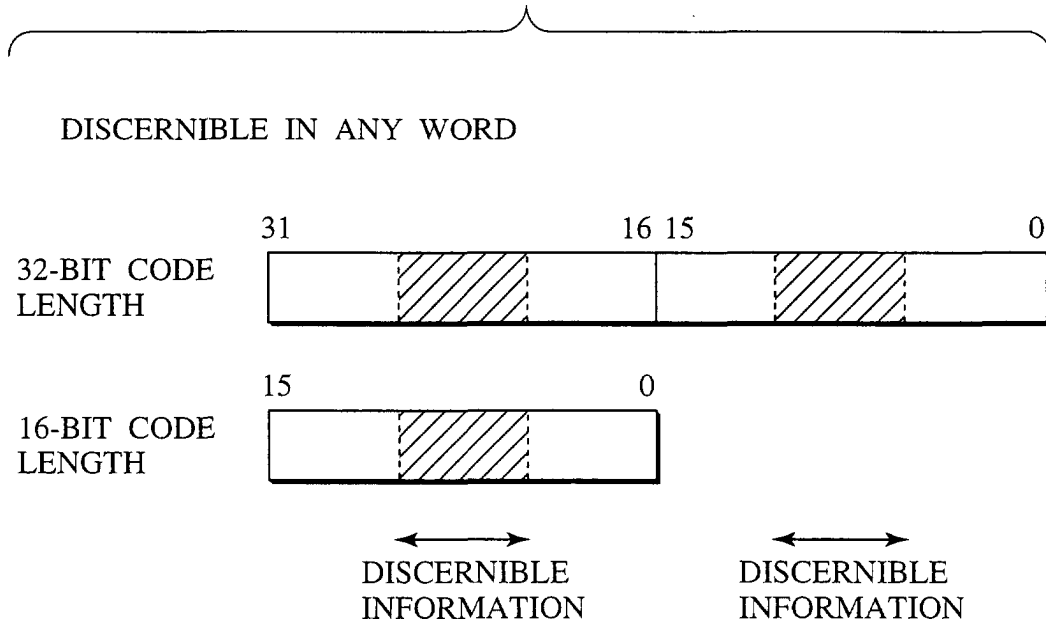 DISCERNIBLE IN ANY WORD
31 16 15 0
32-BIT CODE
LENGTH
15 0
16-BIT CODE
LENGTH
DISCERNIBLE DISCERNIBLE
INFORMATION INFORMATION